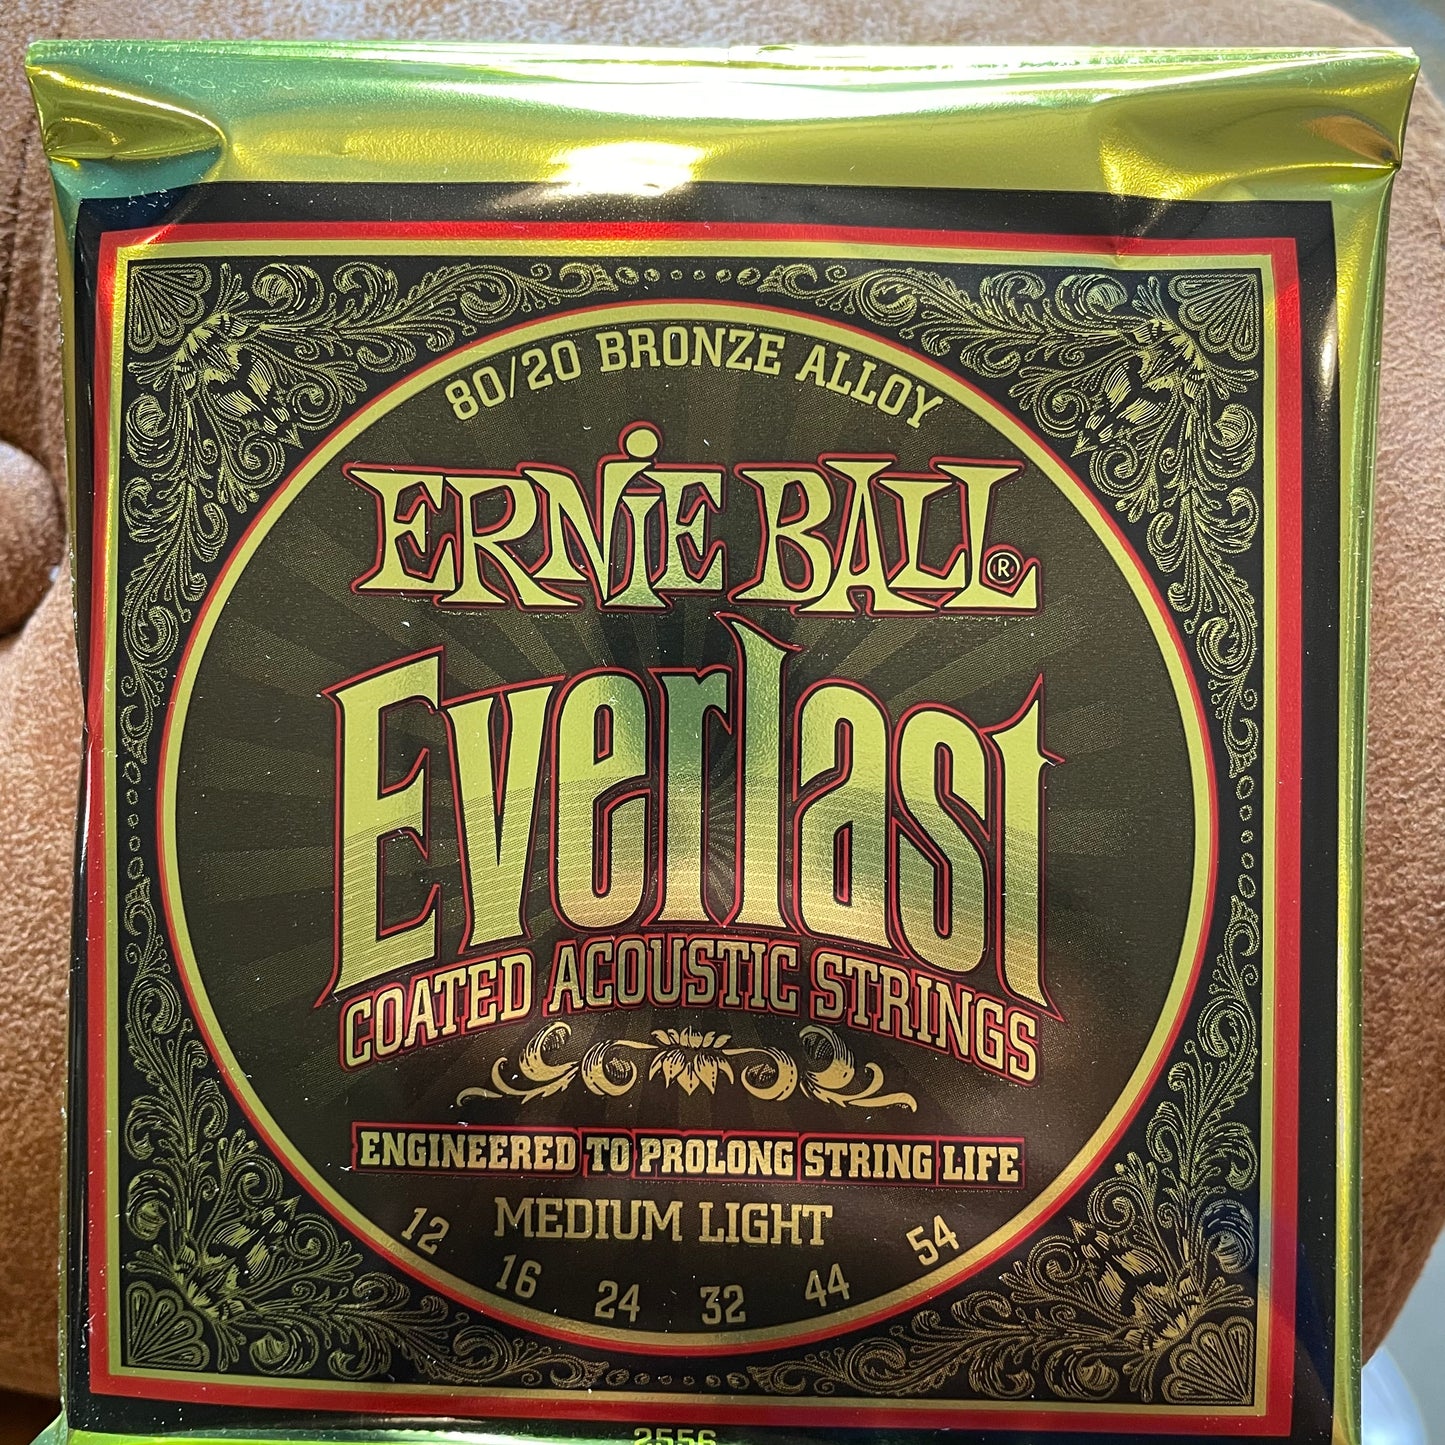 80/20 BRONZE ALLOY
ERNiE BALL®
Everlast
COATED ACOUSTIC STRINGS
ENGINEERED TO PROLONG STRING LIFE
MEDIUM LIGHT
12 16 24 32 44 54
2556